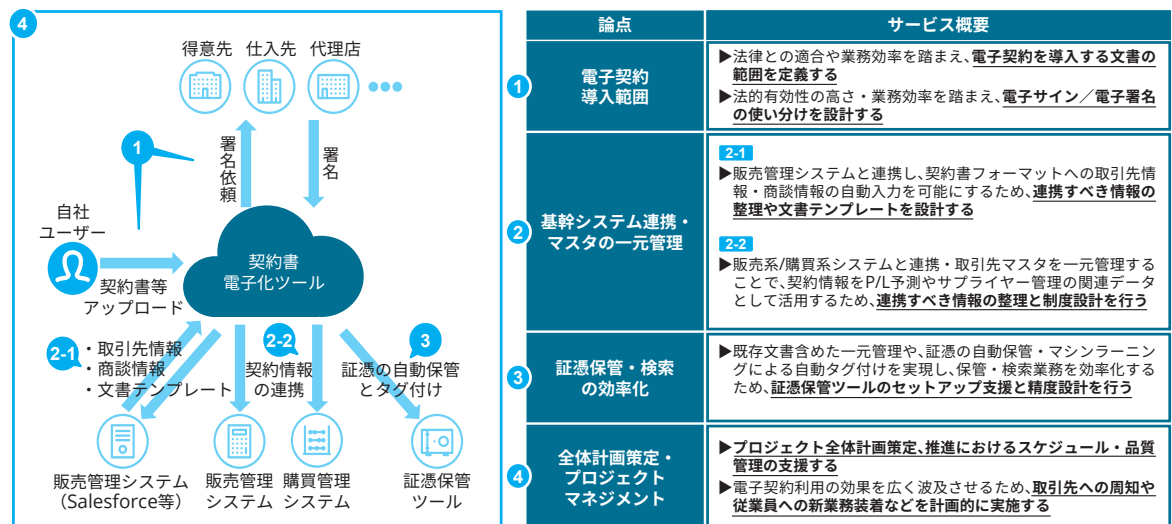 4
得意先 仕入先 代理店
1
署名依頼
署名
自社
ユーザー
契約書等
アップロード
契約書
電子化ツール
2-1
・取引先情報
・商談情報
・文書テンプレート
2-2
契約情報
の連携
3
証憑の自動保管
とタグ付け
販売管理システム
（Salesforce等）
販売管理
システム
購買管理
システム
証憑保管
ツール
論点 サービス概要
1
電子契約
導入範囲
▶法律との適合や業務効率を踏まえ、電子契約を導入する文書の
範囲を定義する
▶法的有効性の高さ・業務効率を踏まえ、電子サイン／電子署名
の使い分けを設計する
2
基幹システム連携・
マスタの一元管理
2-1
▶販売管理システムと連携し、契約書フォーマットへの取引先情
報・商談情報の自動入力を可能にするため、連携すべき情報の
整理や文書テンプレートを設計する
2-2
▶販売系/購買系システムと連携・取引先マスタを一元管理する
ことで、契約情報をP/L予測やサプライヤー管理の関連データ
として活用するため、連携すべき情報の整理と制度設計を行う
3
証憑保管・検索
の効率化
▶既存文書含めた一元管理や、証憑の自動保管・マシンラーニン
グによる自動タグ付けを実現し、保管・検索業務を効率化する
ため、証憑保管ツールのセットアップ支援と精度設計を行う
4
全体計画策定・
プロジェクト
マネジメント
▶プロジェクト全体計画策定、推進におけるスケジュール・品質
管理の支援する
▶電子契約利用の効果を広く波及させるため、取引先への周知や
従業員への新業務装着などを計画的に実施する